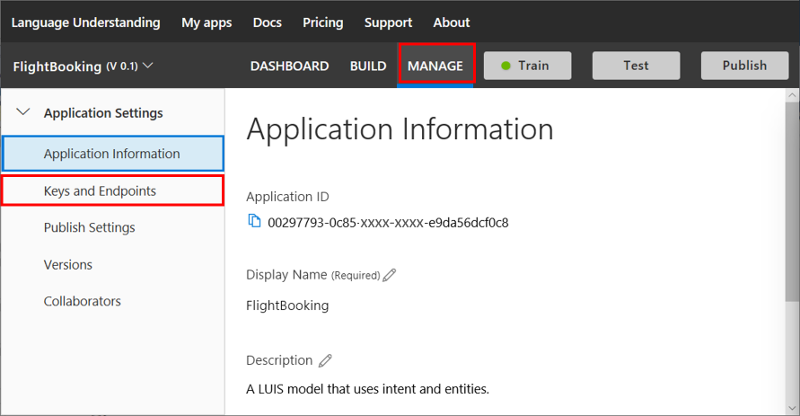 Language Understanding My apps Docs Pricing Support About
FlightBooking (V 0.1) DASHBOARD BUILD MANAGE Train Test Publish
Application Settings
Application Information
Keys and Endpoints
Publish Settings
Versions
Collaborators
Application Information
Application ID
00297793-0c85-xxxx-xxxx-e9da56dcf0c8
Display Name (Required)
FlightBooking
Description
A LUIS model that uses intent and entities.